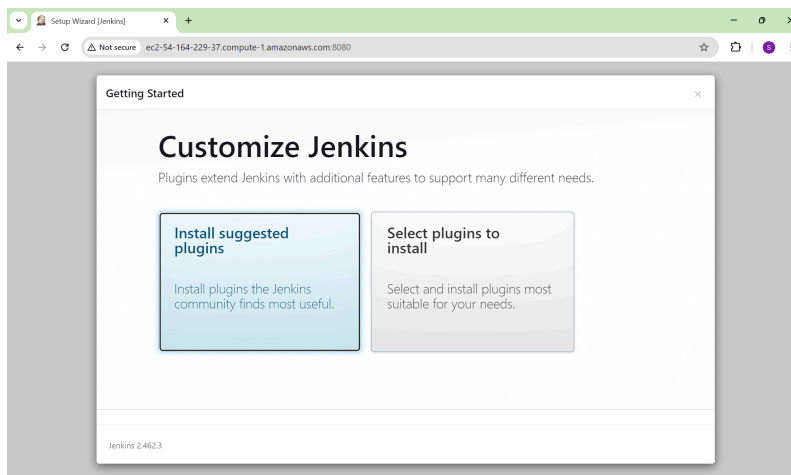 Setup Wizard [Jenkins]
Not secure ec2-54-164-229-37.compute-1.amazonaws.com:8080
S
Getting Started
Customize Jenkins
Plugins extend Jenkins with additional features to support many different needs.
Install suggested
plugins
Install plugins the Jenkins
community finds most useful.
Select plugins to
install
Select and install plugins most
suitable for your needs.
Jenkins 2.462.3